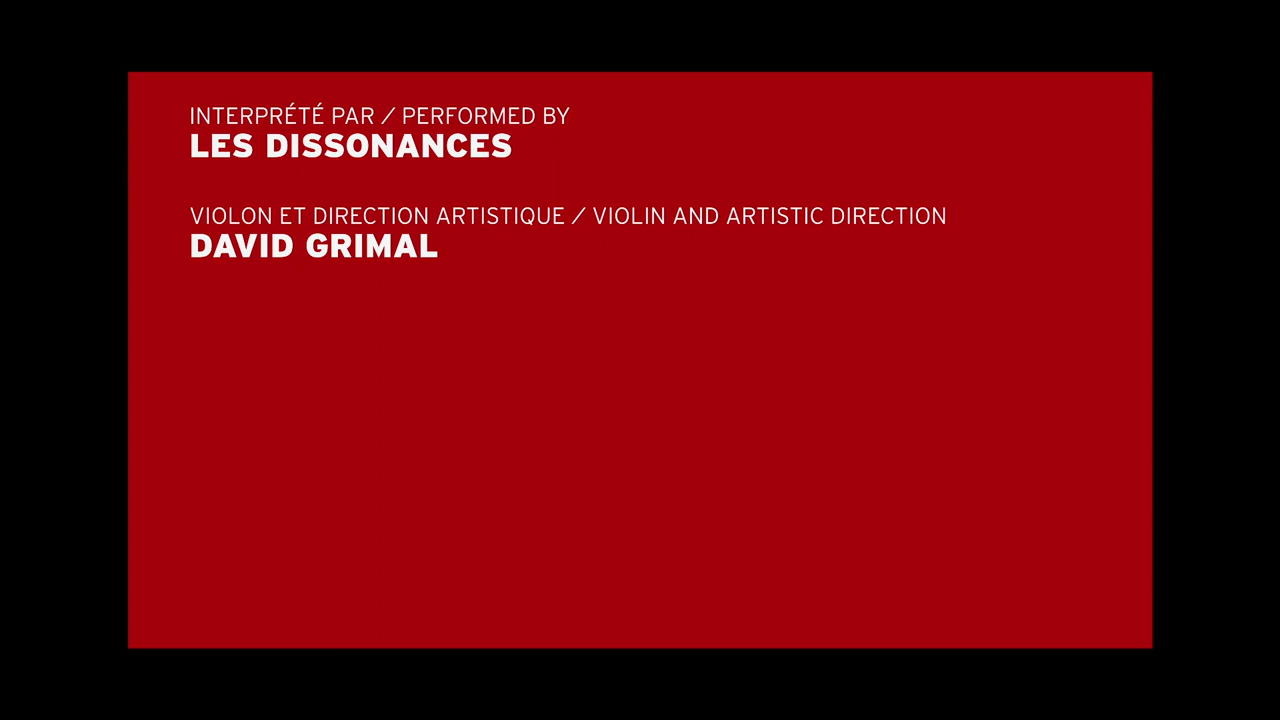 INTERPRÉTÉ PAR / PERFORMED BY
LES DISSONANCES
VIOLON ET DIRECTION ARTISTIQUE / VIOLIN AND ARTISTIC DIRECTION
DAVID GRIMAL